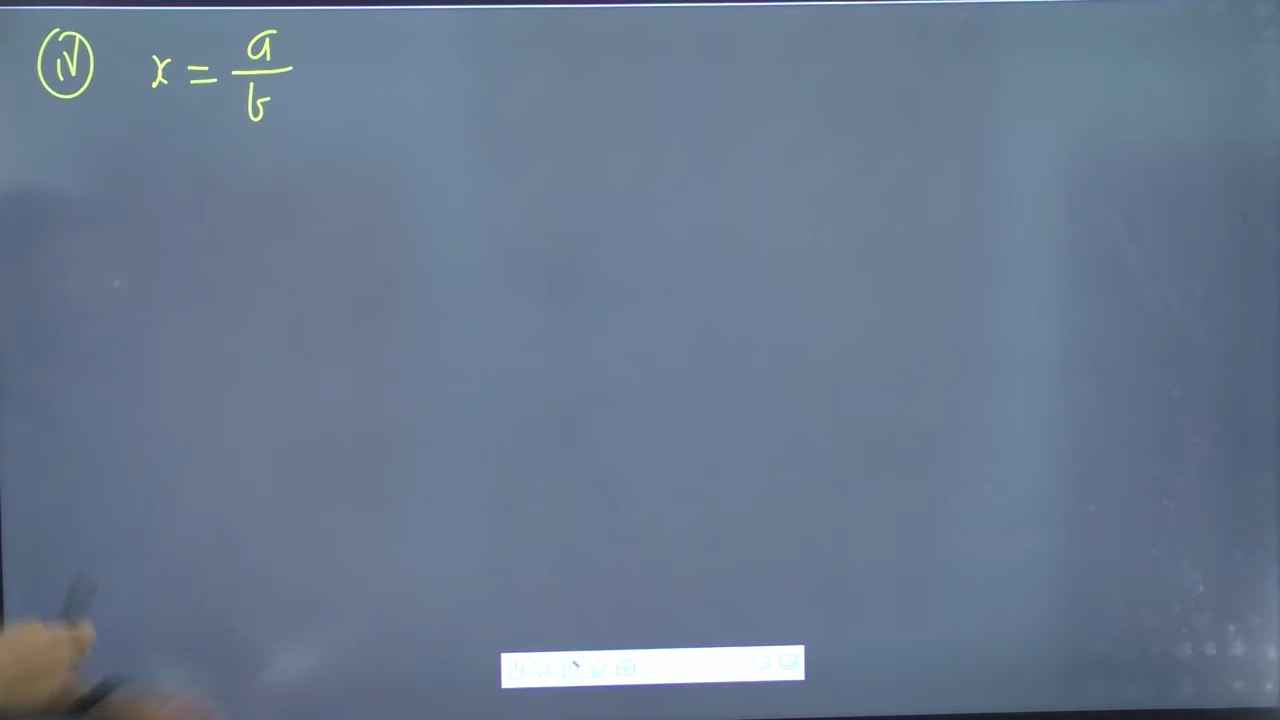 (iv) x = a/b